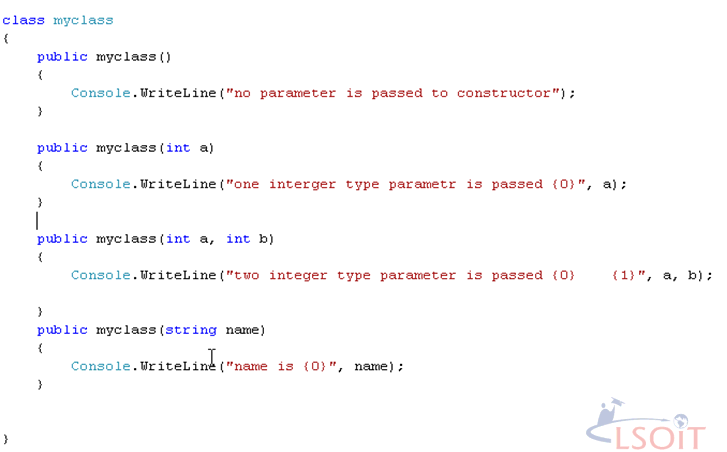 class myclass
{
public myclass()
{
Console.WriteLine("no parameter is passed to constructor");
}
public myclass(int a)
{
Console.WriteLine("one interger type parametr is passed {0}", a);
}
public myclass(int a, int b)
{
Console.WriteLine("two integer type parameter is passed {0}    {1}", a, b);
}
public myclass(string name)
{
Console.WriteLine("name is {0}", name);
}
}
LSOiT